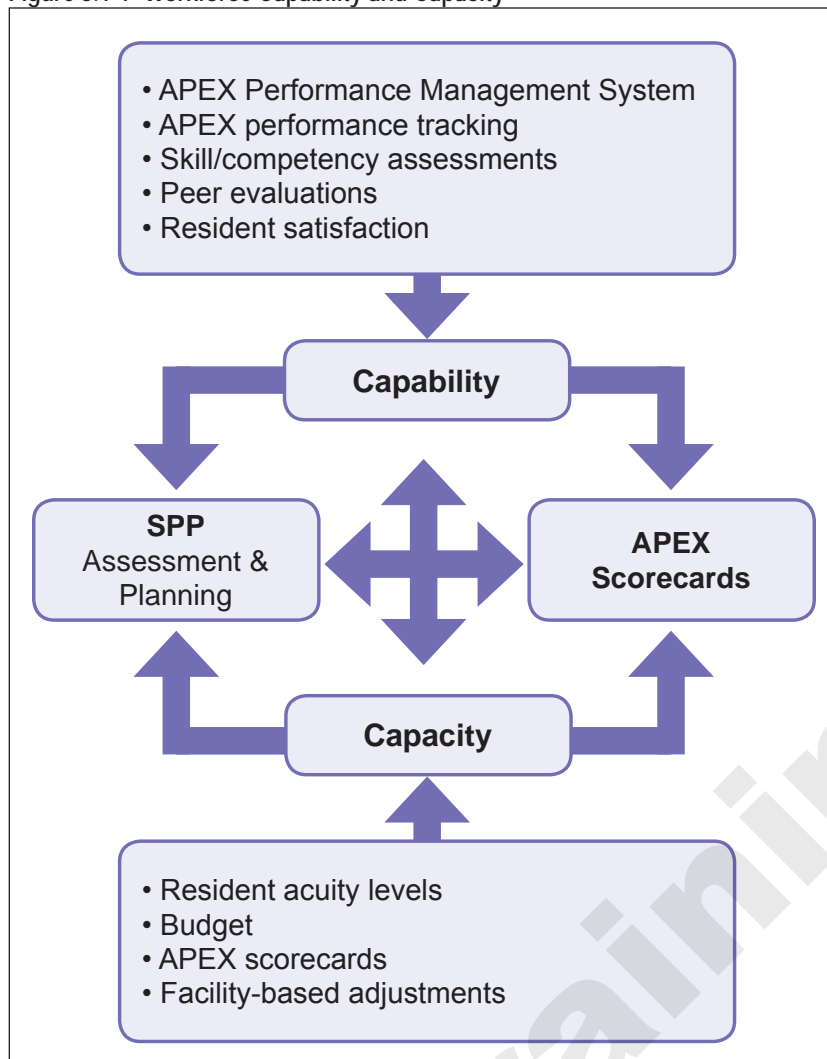 • APEX Performance Management System
• APEX performance tracking
• Skill/competency assessments
• Peer evaluations
• Resident satisfaction
Capability
SPP
Assessment &
Planning
APEX
Scorecards
Capacity
• Resident acuity levels
• Budget
• APEX scorecards
• Facility-based adjustments